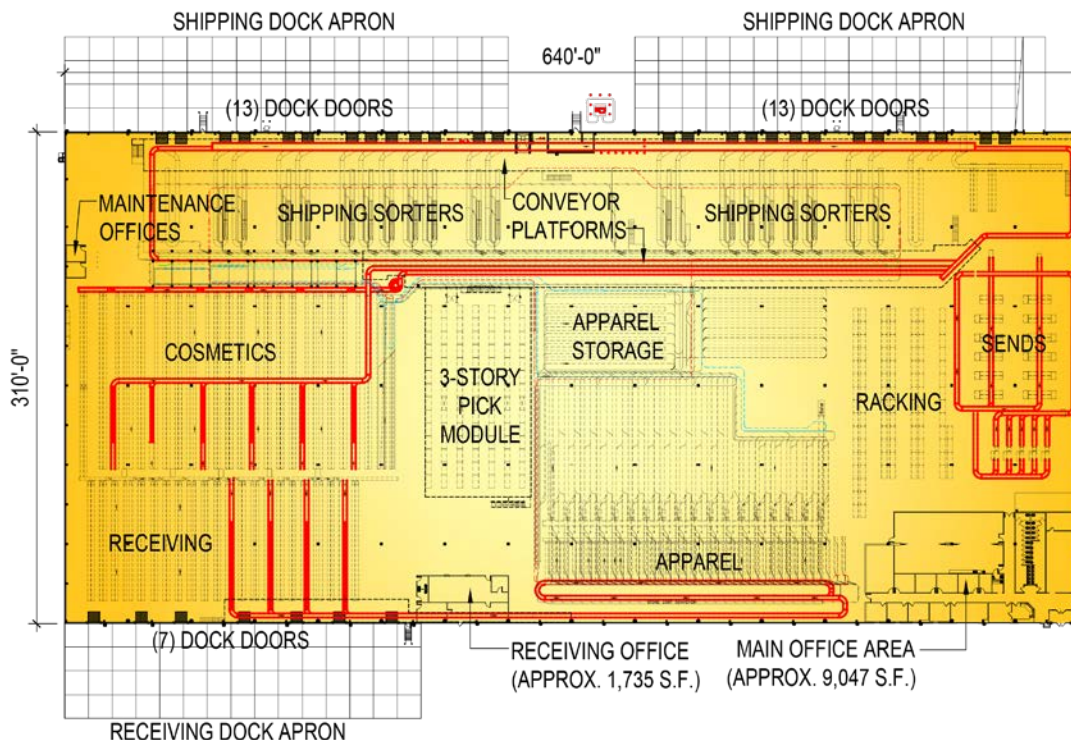 SHIPPING DOCK APRON
SHIPPING DOCK APRON
640'-0"
(13) DOCK DOORS
(13) DOCK DOORS
MAINTENANCE
OFFICES
SHIPPING SORTERS
CONVEYOR
PLATFORMS
SHIPPING SORTERS
310'-0"
COSMETICS
3-STORY
PICK
MODULE
APPAREL
STORAGE
RACKING
SENDS
RECEIVING
APPAREL
(7) DOCK DOORS
RECEIVING OFFICE
(APPROX. 1,735 S.F.)
MAIN OFFICE AREA
(APPROX. 9,047 S.F.)
RECEIVING DOCK APRON